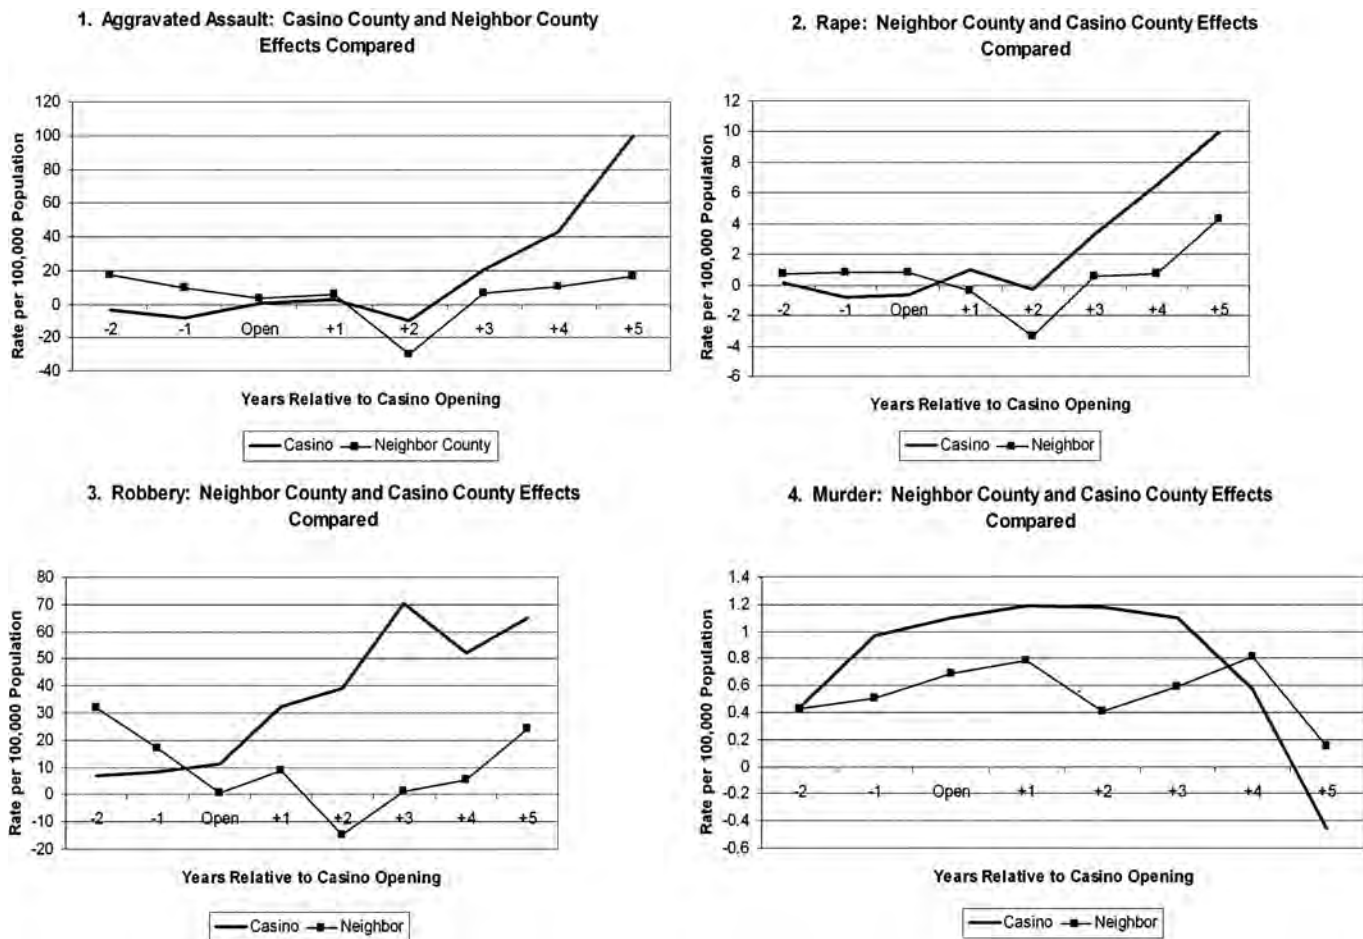 1. Aggravated Assault: Casino County and Neighbor County
Effects Compared
120
100
80
60
40
20
0
-20
-40
Rate per 100,000 Population
-2 -1 Open +1 +2 +3 +4 +5
Years Relative to Casino Opening
Casino Neighbor County
2. Rape: Neighbor County and Casino County Effects
Compared
12
10
8
6
4
2
0
-2
-4
-6
Rate per 100,000 Population
-2 -1 Open +1 +2 +3 +4 +5
Years Relative to Casino Opening
Casino Neighbor
3. Robbery: Neighbor County and Casino County Effects
Compared
80
70
60
50
40
30
20
10
0
-10
-20
Rate per 100,000 Population
-2 -1 Open +1 +2 +3 +4 +5
Years Relative to Casino Opening
Casino Neighbor
4. Murder: Neighbor County and Casino County Effects
Compared
1.4
1.2
1
0.8
0.6
0.4
0.2
0
-0.2
-0.4
-0.6
Rate per 100,000 Population
-2 -1 Open +1 +2 +3 +4 +5
Years Relative to Casino Opening
Casino Neighbor